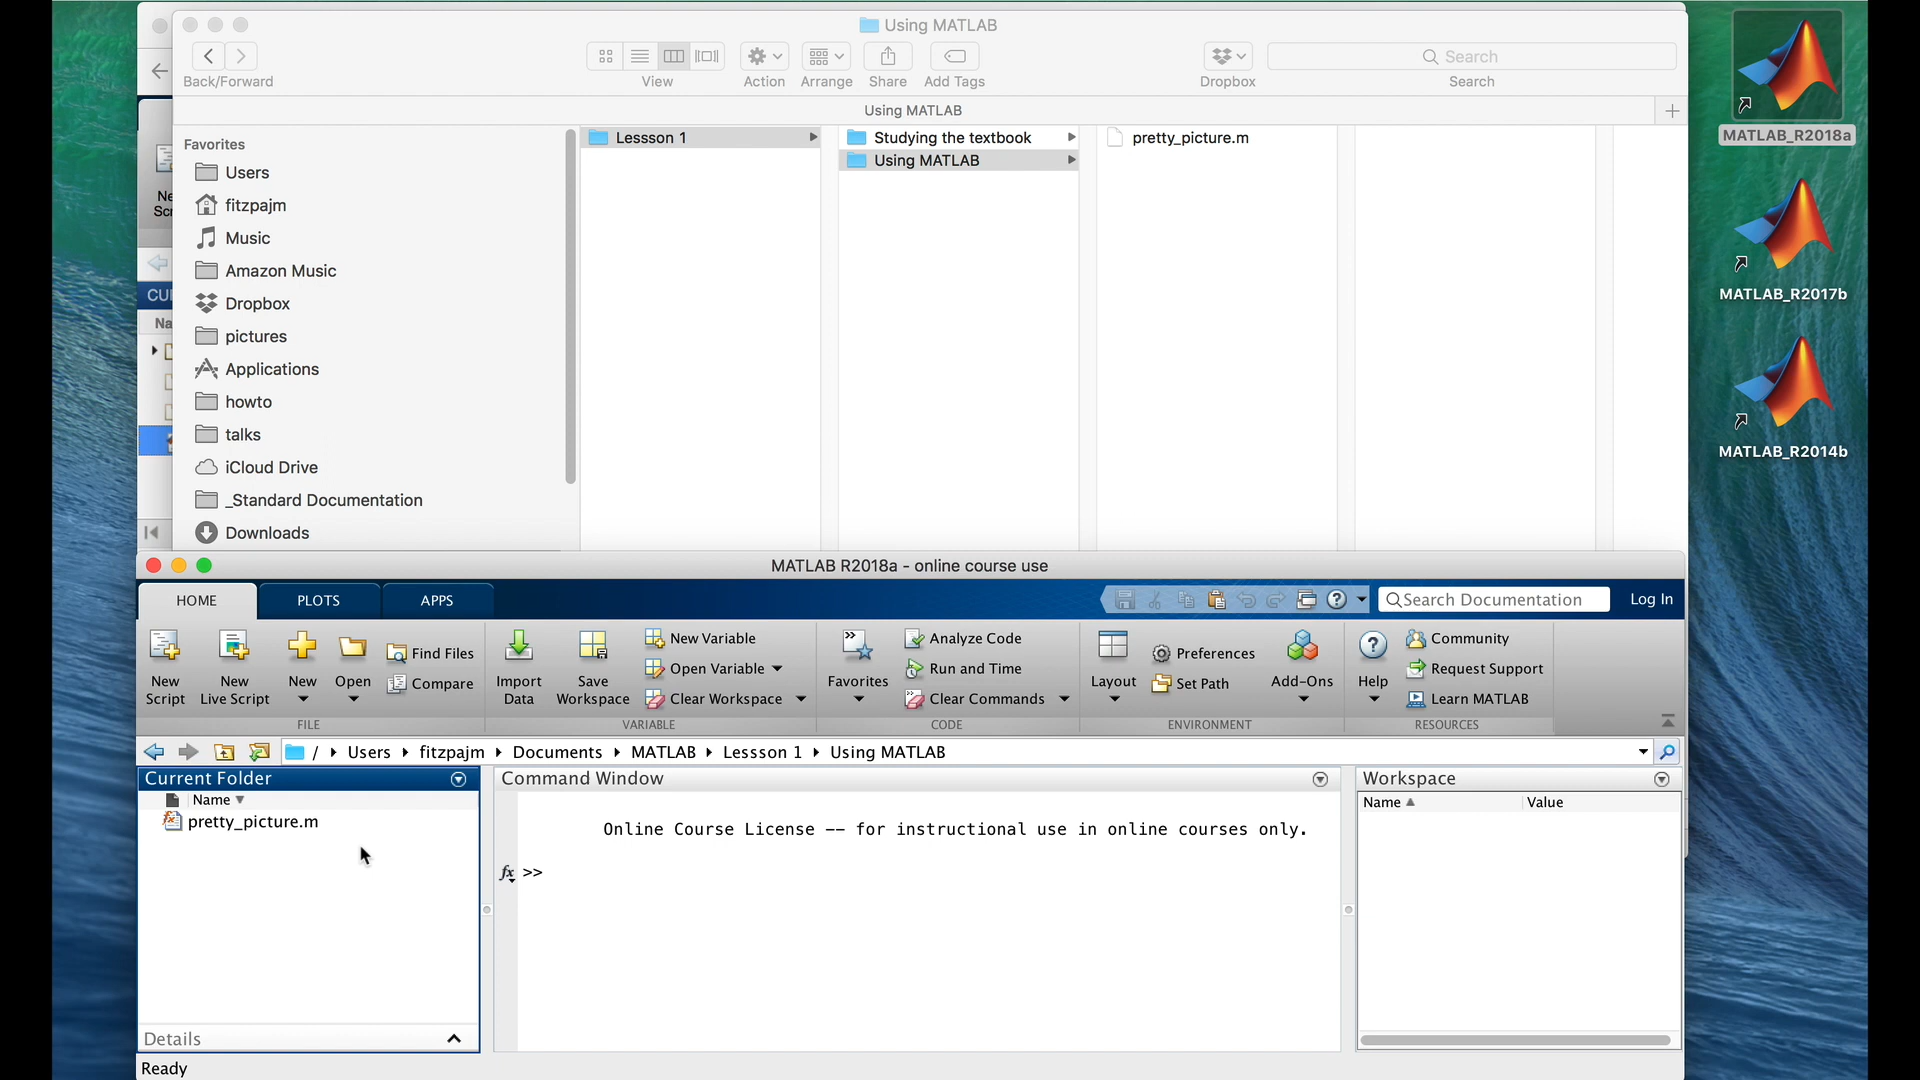 Using MATLAB
Back/Forward
View
Action
Arrange
Share
Add Tags
Dropbox
Search
Search
Using MATLAB
Favorites
Users
fitzpajm
Music
Amazon Music
Dropbox
pictures
Applications
howto
talks
iCloud Drive
_Standard Documentation
Downloads
Lessson 1
Studying the textbook
Using MATLAB
pretty_picture.m
MATLAB_R2018a
MATLAB_R2017b
MATLAB_R2014b
Ne
Scr
CU
Na
MATLAB R2018a - online course use
HOME PLOTS APPS
Search Documentation
Log In
New Script
New Live Script
New
Open
Find Files
Compare
FILE
Import Data
Save Workspace
New Variable
Open Variable
Clear Workspace
VARIABLE
Favorites
Analyze Code
Run and Time
Clear Commands
CODE
Layout
Preferences
Set Path
Add-Ons
ENVIRONMENT
Help
Community
Request Support
Learn MATLAB
RESOURCES
/ Users fitzpajm Documents MATLAB Lessson 1 Using MATLAB
Current Folder
Name
pretty_picture.m
Details
Ready
Command Window
Online Course License -- for instructional use in online courses only.
fx >>
Workspace
Name Value